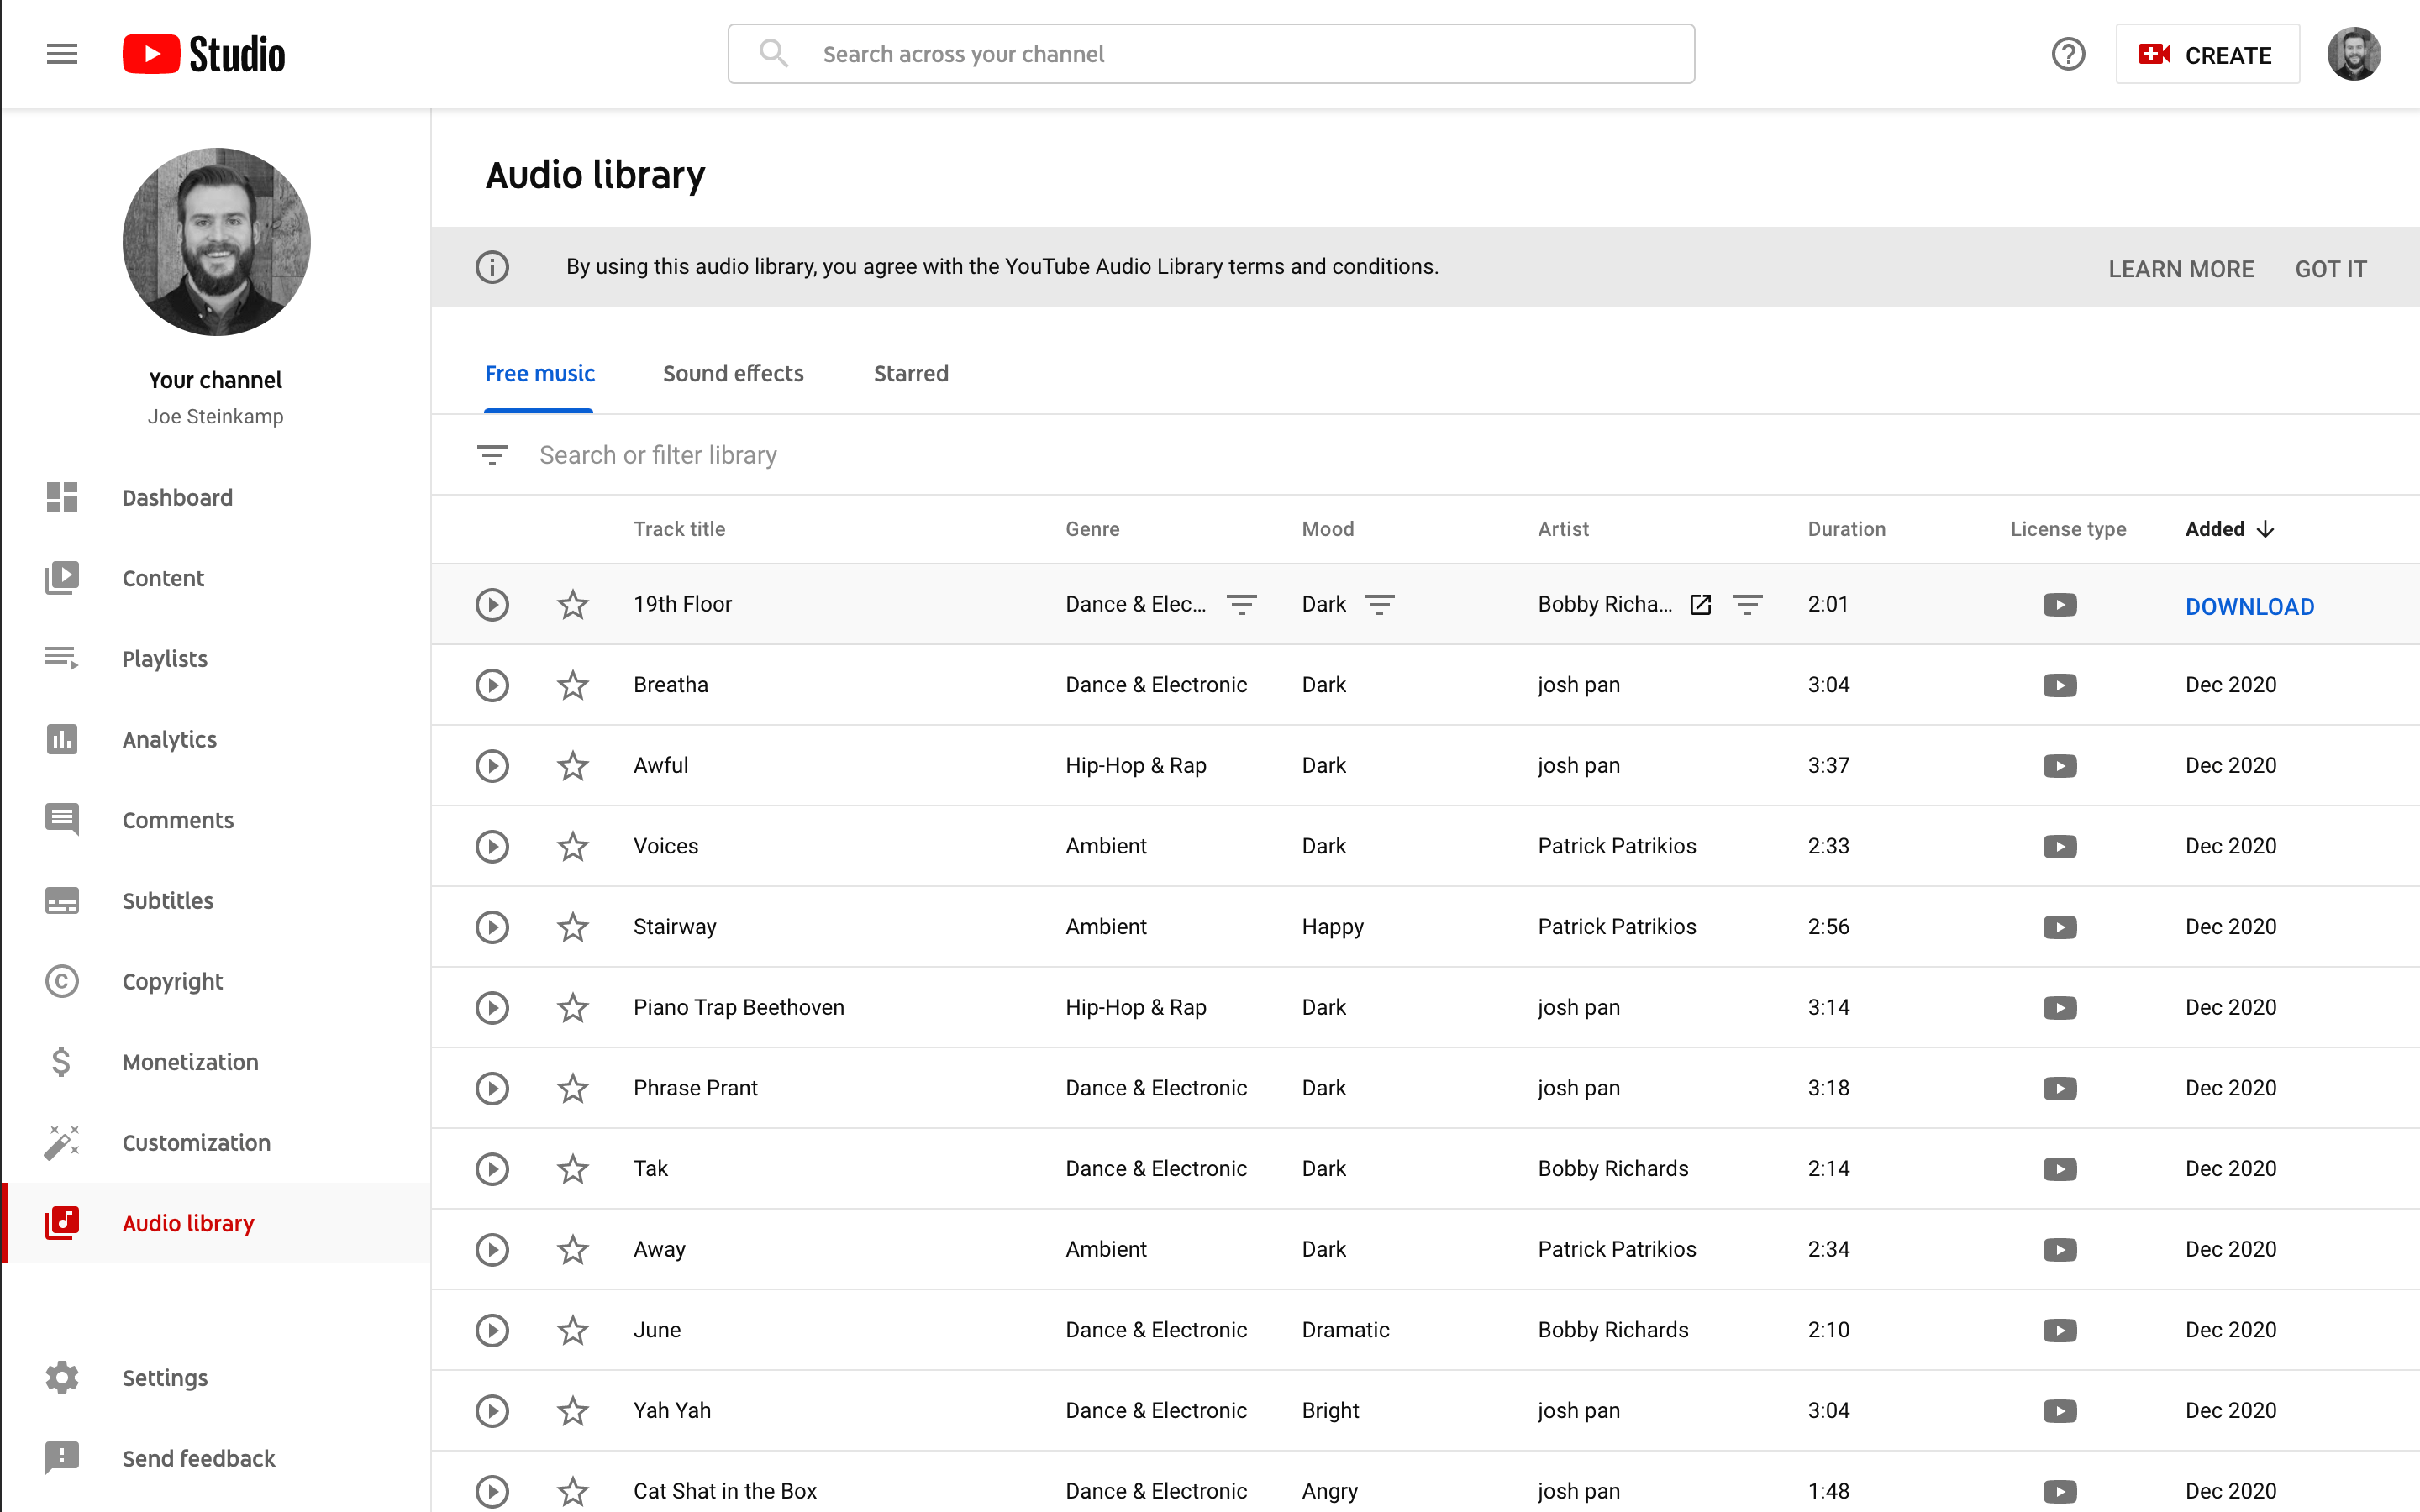 Studio
Search across your channel
CREATE
Your channel
Joe Steinkamp
Dashboard
Content
Playlists
Analytics
Comments
Subtitles
Copyright
Monetization
Customization
Audio library
Settings
Send feedback
Audio library
By using this audio library, you agree with the YouTube Audio Library terms and conditions.
LEARN MORE GOT IT
Free music Sound effects Starred
Search or filter library
Track title Genre Mood Artist Duration License type Added
19th Floor Dance & Elec... Dark Bobby Richa... 2:01 DOWNLOAD
Breatha Dance & Electronic Dark josh pan 3:04 Dec 2020
Awful Hip-Hop & Rap Dark josh pan 3:37 Dec 2020
Voices Ambient Dark Patrick Patrikios 2:33 Dec 2020
Stairway Ambient Happy Patrick Patrikios 2:56 Dec 2020
Piano Trap Beethoven Hip-Hop & Rap Dark josh pan 3:14 Dec 2020
Phrase Prant Dance & Electronic Dark josh pan 3:18 Dec 2020
Tak Dance & Electronic Dark Bobby Richards 2:14 Dec 2020
Away Ambient Dark Patrick Patrikios 2:34 Dec 2020
June Dance & Electronic Dramatic Bobby Richards 2:10 Dec 2020
Yah Yah Dance & Electronic Bright josh pan 3:04 Dec 2020
Cat Shat in the Box Dance & Electronic Angry josh pan 1:48 Dec 2020